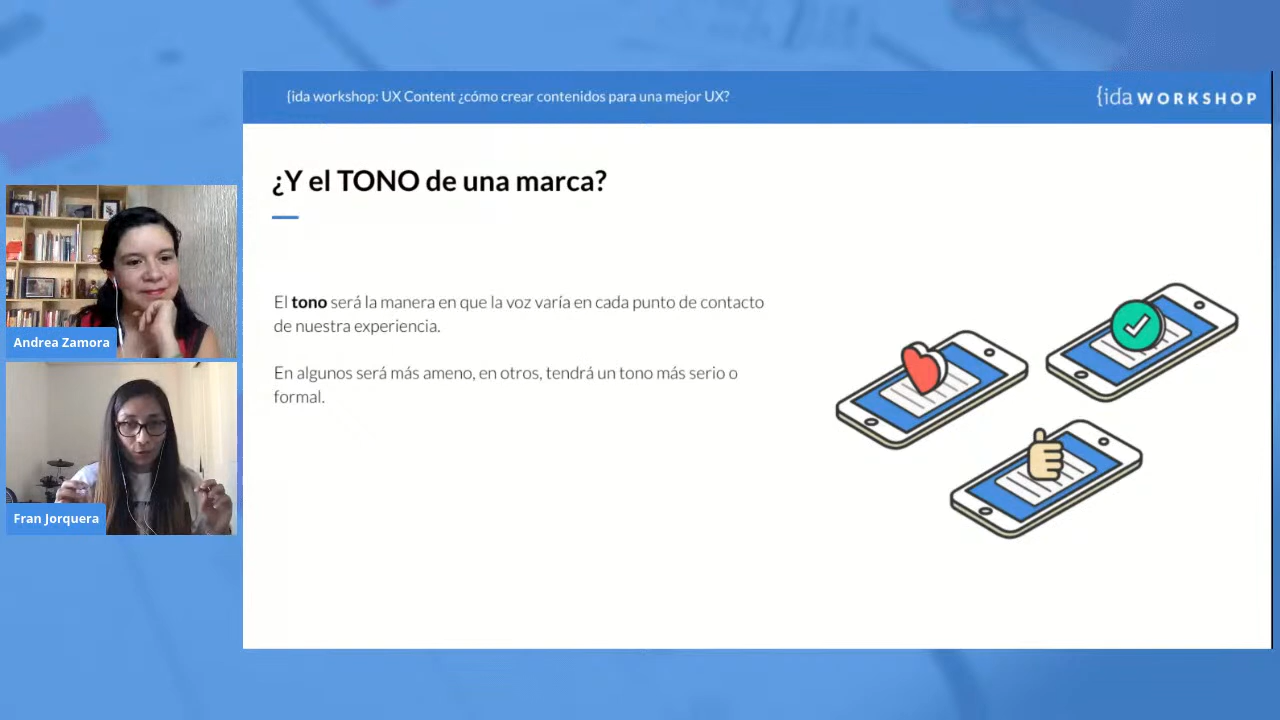 {ida workshop: UX Content ¿cómo crear contenidos para una mejor UX?
{ida WORKSHOP
¿Y el TONO de una marca?
El tono será la manera en que la voz varía en cada punto de contacto
de nuestra experiencia.
En algunos será más ameno, en otros, tendrá un tono más serio o
formal.
Andrea Zamora
Fran Jorquera